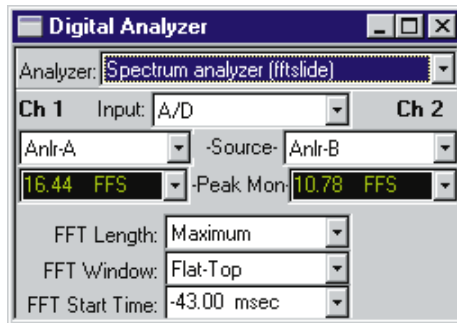 Digital Analyzer
Analyzer: Spectrum analyzer (fftslide)
Ch 1 Input: A/D Ch 2
Anlr-A -Source- Anlr-B
16.44 FFS -Peak Mon- 10.78 FFS
FFT Length: Maximum
FFT Window: Flat-Top
FFT Start Time: -43.00 msec